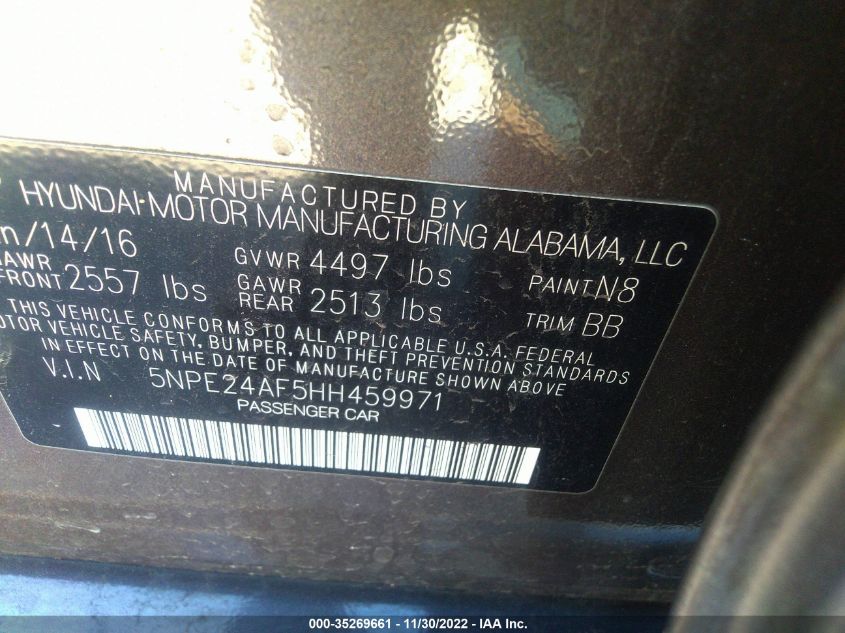 MANUFACTURED BY
HYUNDAI MOTOR MANUFACTURING ALABAMA, LLC
/14/16 GVWR 4497 lbs PAINT N8
FRONT 2557 lbs GAWR REAR 2513 lbs TRIM BB
THIS VEHICLE CONFORMS TO ALL APPLICABLE U.S.A. FEDERAL
MOTOR VEHICLE SAFETY, BUMPER, AND THEFT PREVENTION STANDARDS
IN EFFECT ON THE DATE OF MANUFACTURE SHOWN ABOVE.
V.I.N 5NPE24AF5HH459971
PASSENGER CAR
000-35269661 - 11/30/2022 - IAA Inc.